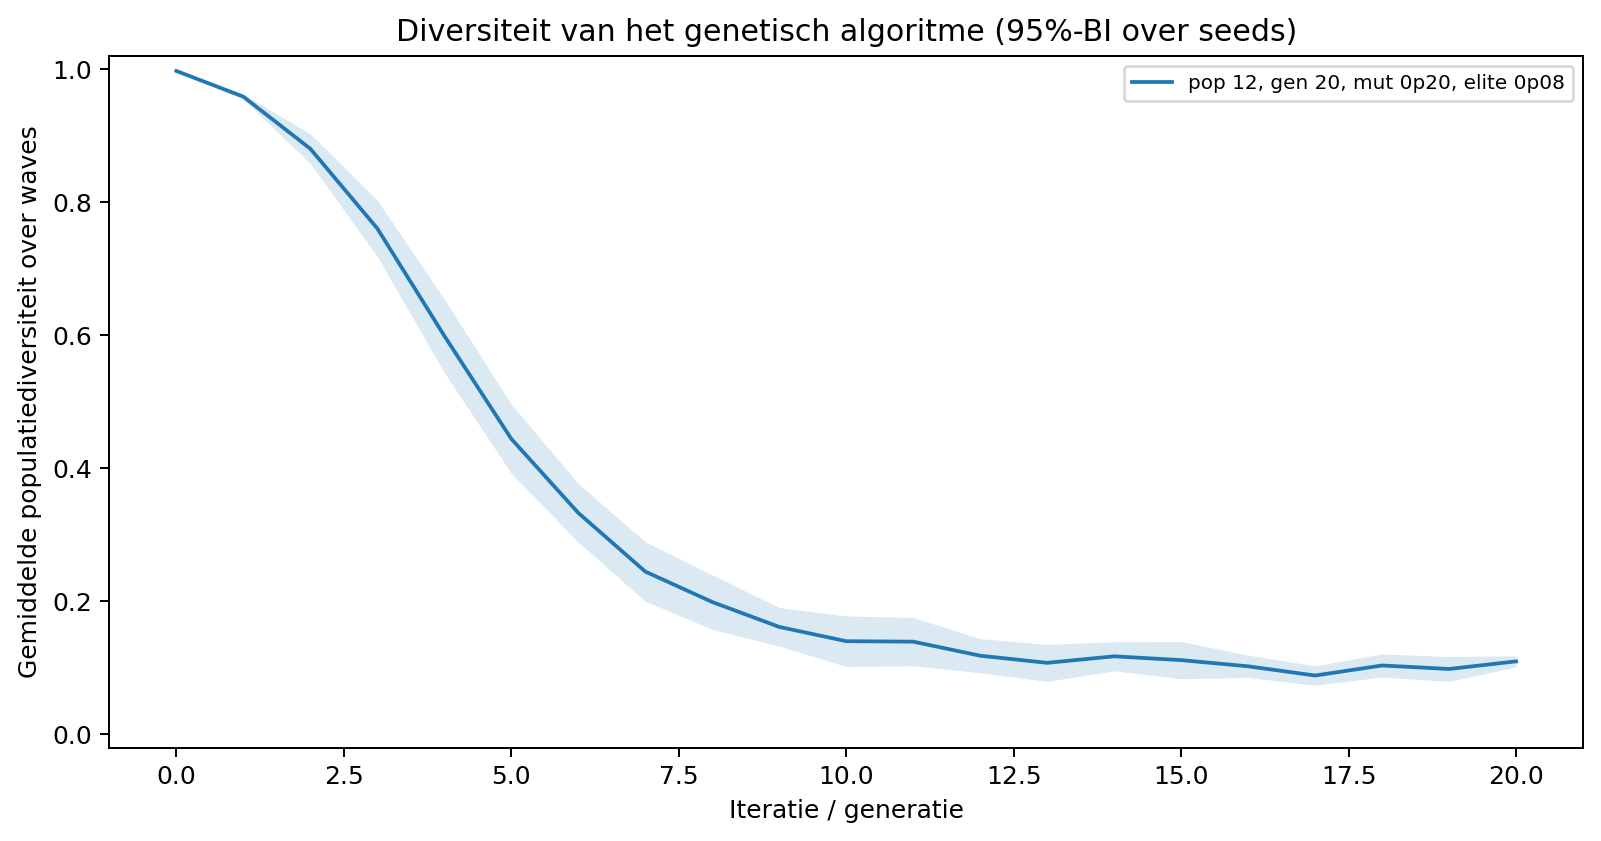 Diversiteit van het genetisch algoritme (95%-BI over seeds)
pop 12, gen 20, mut 0p20, elite 0p08
Gemiddelde populatiediversiteit over waves
1.0
0.8
0.6
0.4
0.2
0.0
0.0 2.5 5.0 7.5 10.0 12.5 15.0 17.5 20.0
Iteratie / generatie